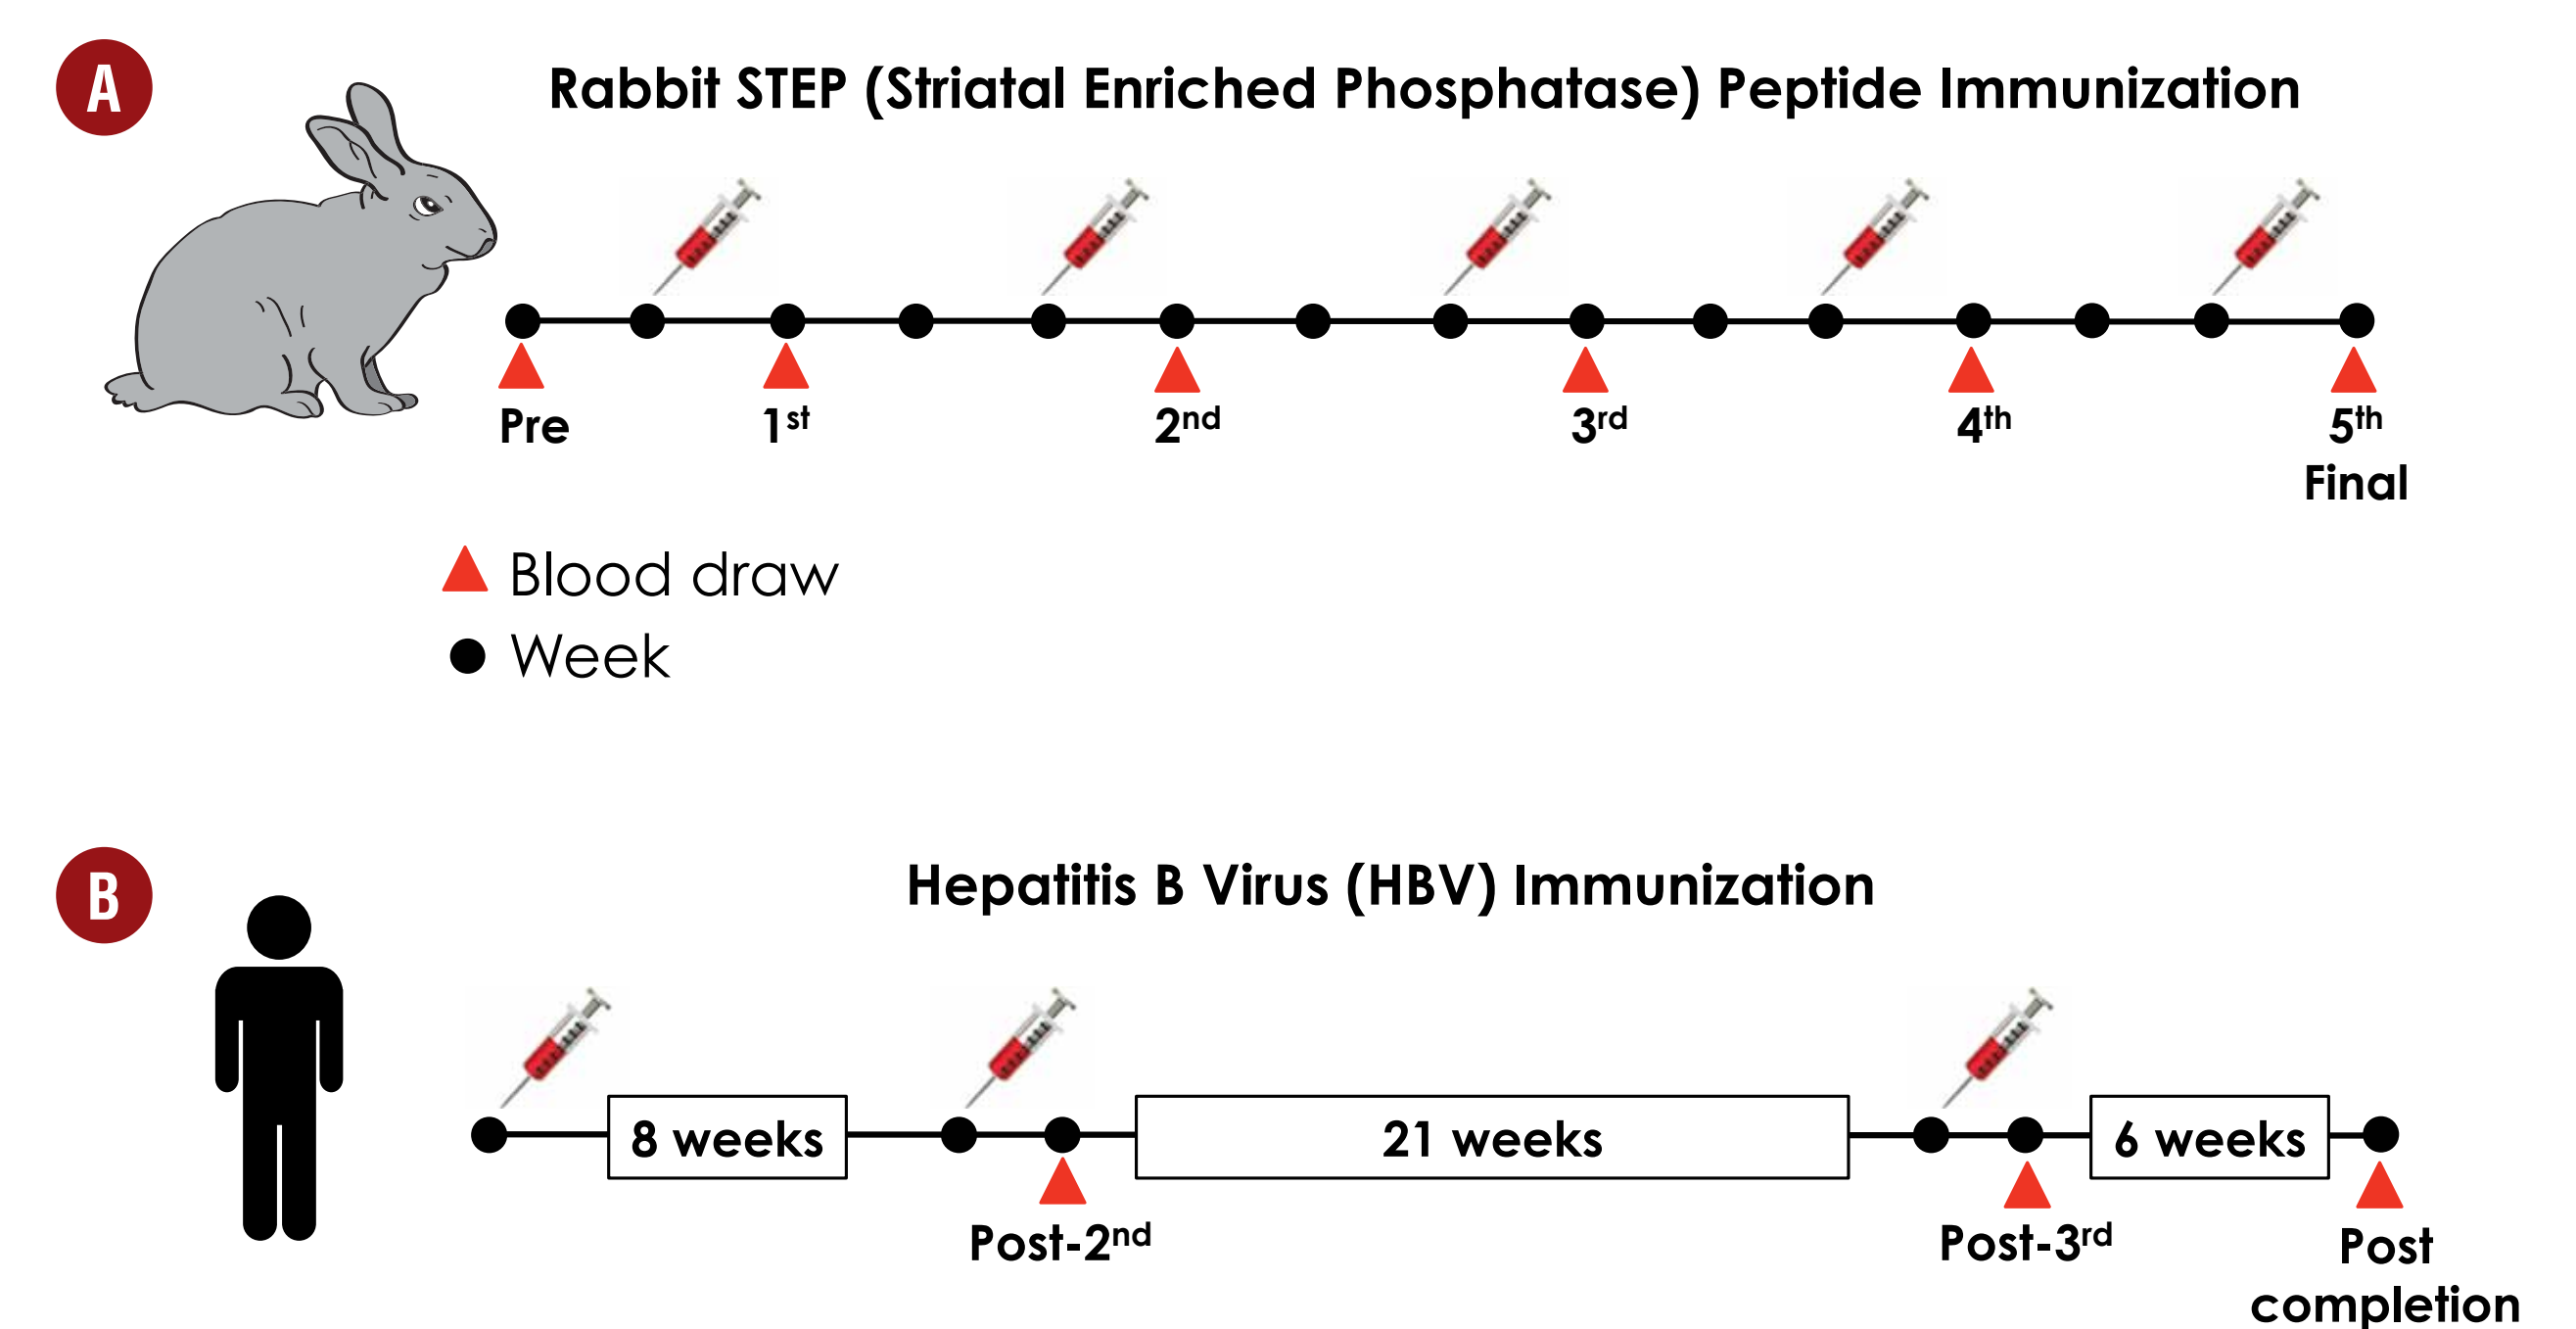 A
Rabbit STEP (Striatal Enriched Phosphatase) Peptide Immunization
Pre
1st
2nd
3rd
4th
5th
Final
Blood draw
Week
B
Hepatitis B Virus (HBV) Immunization
8 weeks
21 weeks
6 weeks
Post-2nd
Post-3rd
Post
completion